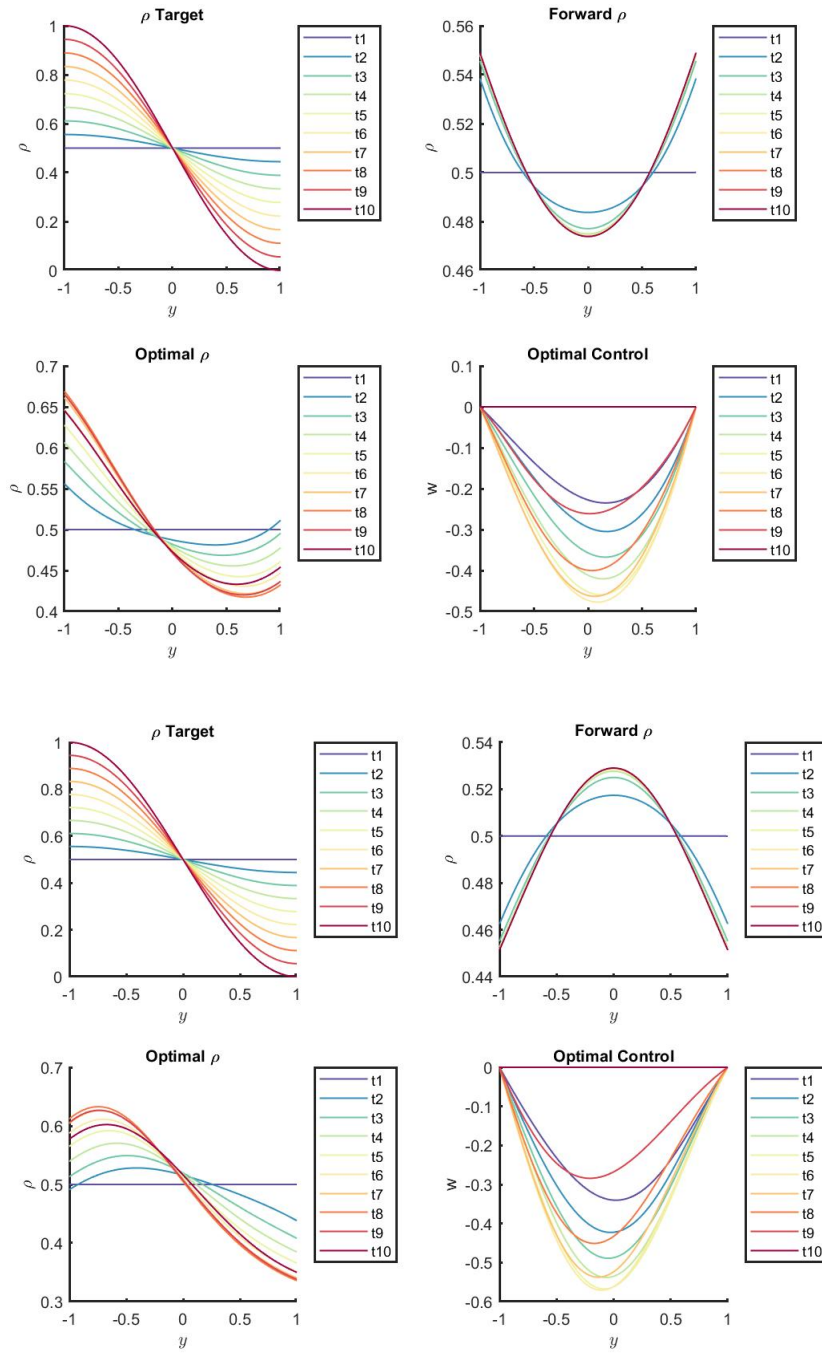 ρ Target
1
0.8
0.6
0.4
0.2
0
ρ
-1 -0.5 0 0.5 1
y
t1
t2
t3
t4
t5
t6
t7
t8
t9
t10
Forward ρ
0.56
0.54
0.52
0.5
0.48
0.46
ρ
-1 -0.5 0 0.5 1
y
t1
t2
t3
t4
t5
t6
t7
t8
t9
t10
Optimal ρ
0.7
0.65
0.6
0.55
0.5
0.45
0.4
ρ
-1 -0.5 0 0.5 1
y
t1
t2
t3
t4
t5
t6
t7
t8
t9
t10
Optimal Control
0.1
0
-0.1
-0.2
-0.3
-0.4
-0.5
w
-1 -0.5 0 0.5 1
y
t1
t2
t3
t4
t5
t6
t7
t8
t9
t10
ρ Target
1
0.8
0.6
0.4
0.2
0
ρ
-1 -0.5 0 0.5 1
y
t1
t2
t3
t4
t5
t6
t7
t8
t9
t10
Forward ρ
0.54
0.52
0.5
0.48
0.46
0.44
ρ
-1 -0.5 0 0.5 1
y
t1
t2
t3
t4
t5
t6
t7
t8
t9
t10
Optimal ρ
0.7
0.6
0.5
0.4
0.3
ρ
-1 -0.5 0 0.5 1
y
t1
t2
t3
t4
t5
t6
t7
t8
t9
t10
Optimal Control
0
-0.1
-0.2
-0.3
-0.4
-0.5
-0.6
w
-1 -0.5 0 0.5 1
y
t1
t2
t3
t4
t5
t6
t7
t8
t9
t10